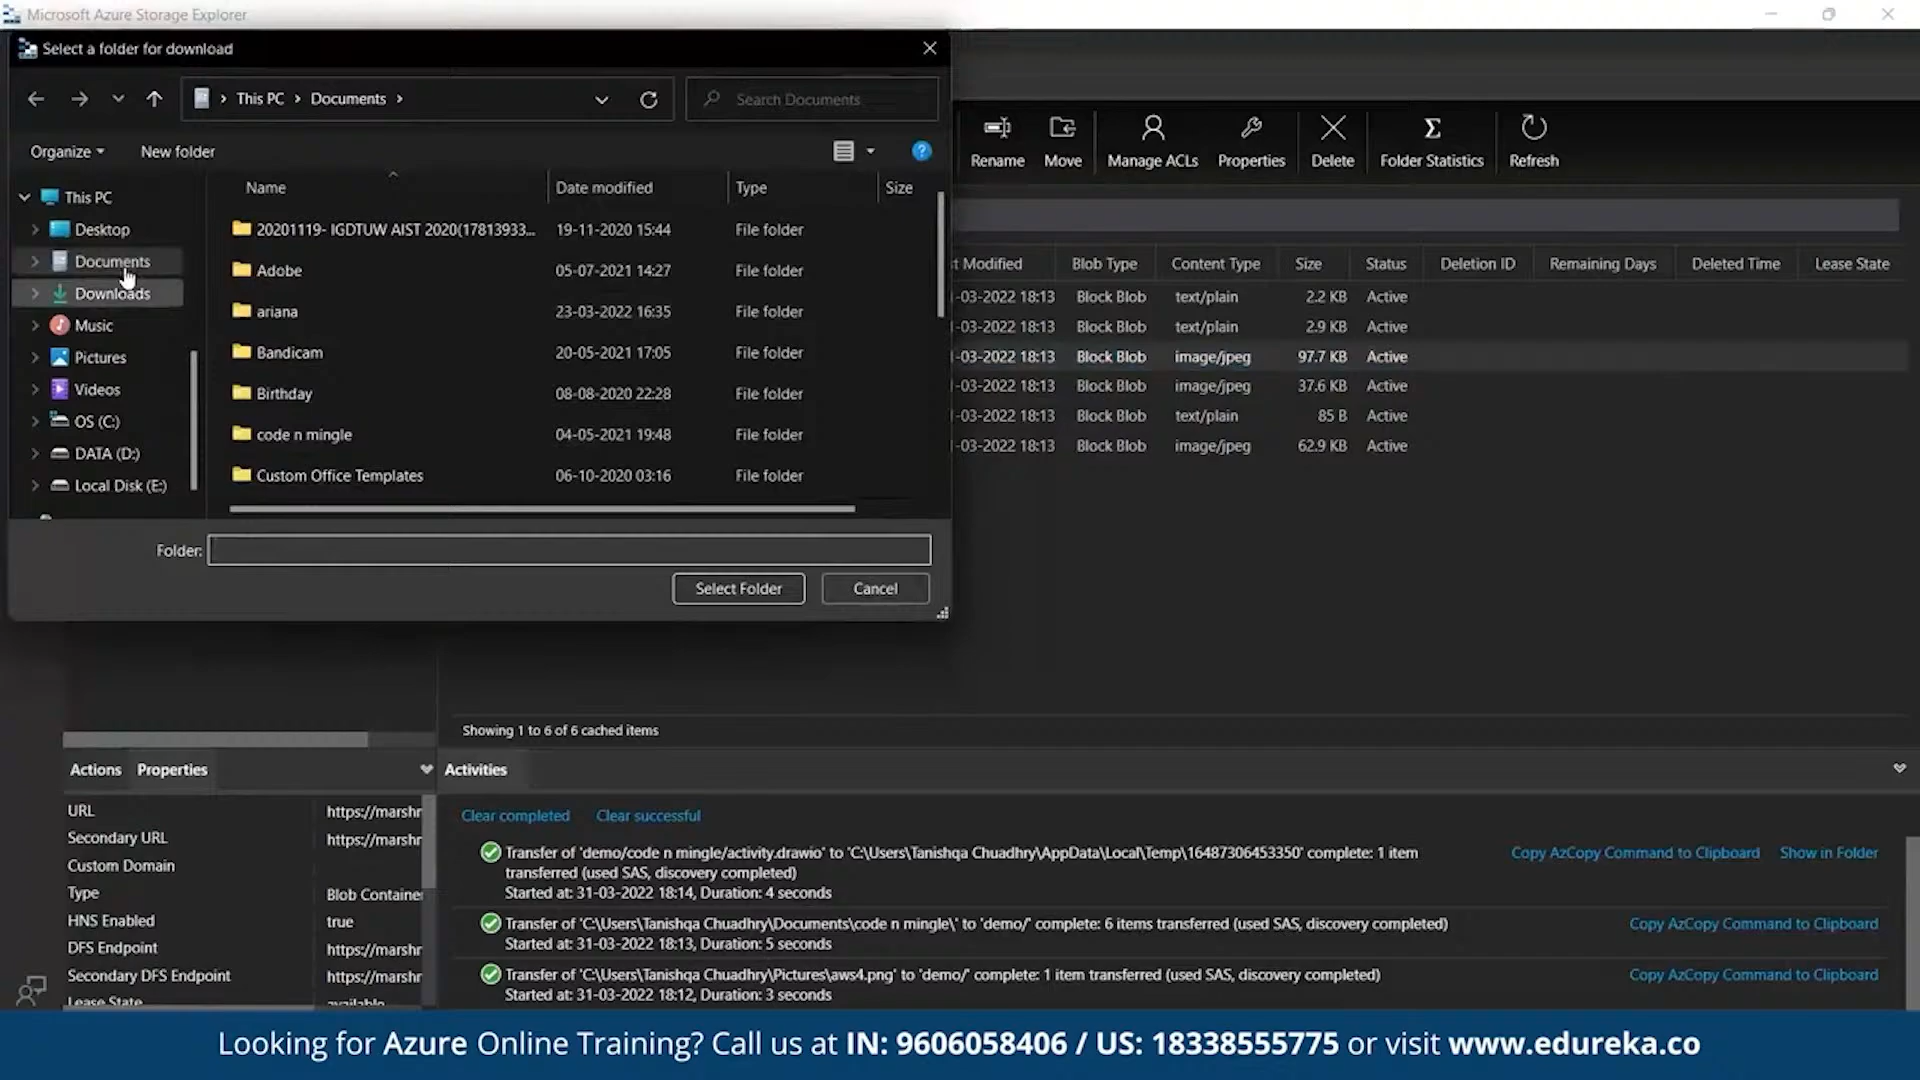 Microsoft Azure Storage Explorer
Select a folder for download
This PC > Documents >
Search Documents
Organize
New folder
Name
Date modified
Type
Size
This PC
Desktop
Documents
Downloads
Music
Pictures
Videos
OS (C:)
DATA (D:)
Local Disk (E:)
20201119- IGDTUW AIST 2020(17813933... 19-11-2020 15:44 File folder
Adobe 05-07-2021 14:27 File folder
ariana 23-03-2022 16:35 File folder
Bandicam 20-05-2021 17:05 File folder
Birthday 08-08-2020 22:28 File folder
code n mingle 04-05-2021 19:48 File folder
Custom Office Templates 06-10-2020 03:16 File folder
Folder:
Select Folder
Cancel
Rename
Move
Manage ACLs
Properties
Delete
Σ
Folder Statistics
Refresh
t Modified Blob Type Content Type Size Status Deletion ID Remaining Days Deleted Time Lease State
-03-2022 18:13 Block Blob text/plain 2.2 KB Active
-03-2022 18:13 Block Blob text/plain 2.9 KB Active
-03-2022 18:13 Block Blob image/jpeg 97.7 KB Active
-03-2022 18:13 Block Blob image/jpeg 37.6 KB Active
-03-2022 18:13 Block Blob text/plain 85 B Active
-03-2022 18:13 Block Blob image/jpeg 62.9 KB Active
Showing 1 to 6 of 6 cached items
Actions Properties
URL https://marshr
Secondary URL https://marshr
Custom Domain
Type Blob Container
HNS Enabled true
DFS Endpoint https://marshr
Secondary DFS Endpoint https://marshr
Lease State available
Activities
Clear completed Clear successful
Transfer of 'demo/code n mingle/activity.drawio' to 'C:\Users\Tanishqa Chuadhry\AppData\Local\Temp\16487306453350' complete: 1 item
transferred (used SAS, discovery completed)
Started at: 31-03-2022 18:14, Duration: 4 seconds
Copy AzCopy Command to Clipboard Show in Folder
Transfer of 'C:\Users\Tanishqa Chuadhry\Documents\code n mingle\' to 'demo/' complete: 6 items transferred (used SAS, discovery completed)
Started at: 31-03-2022 18:13, Duration: 5 seconds
Copy AzCopy Command to Clipboard
Transfer of 'C:\Users\Tanishqa Chuadhry\Pictures\aws4.png' to 'demo/' complete: 1 item transferred (used SAS, discovery completed)
Started at: 31-03-2022 18:12, Duration: 3 seconds
Copy AzCopy Command to Clipboard
Looking for Azure Online Training? Call us at IN: 9606058406 / US: 18338555775 or visit www.edureka.co